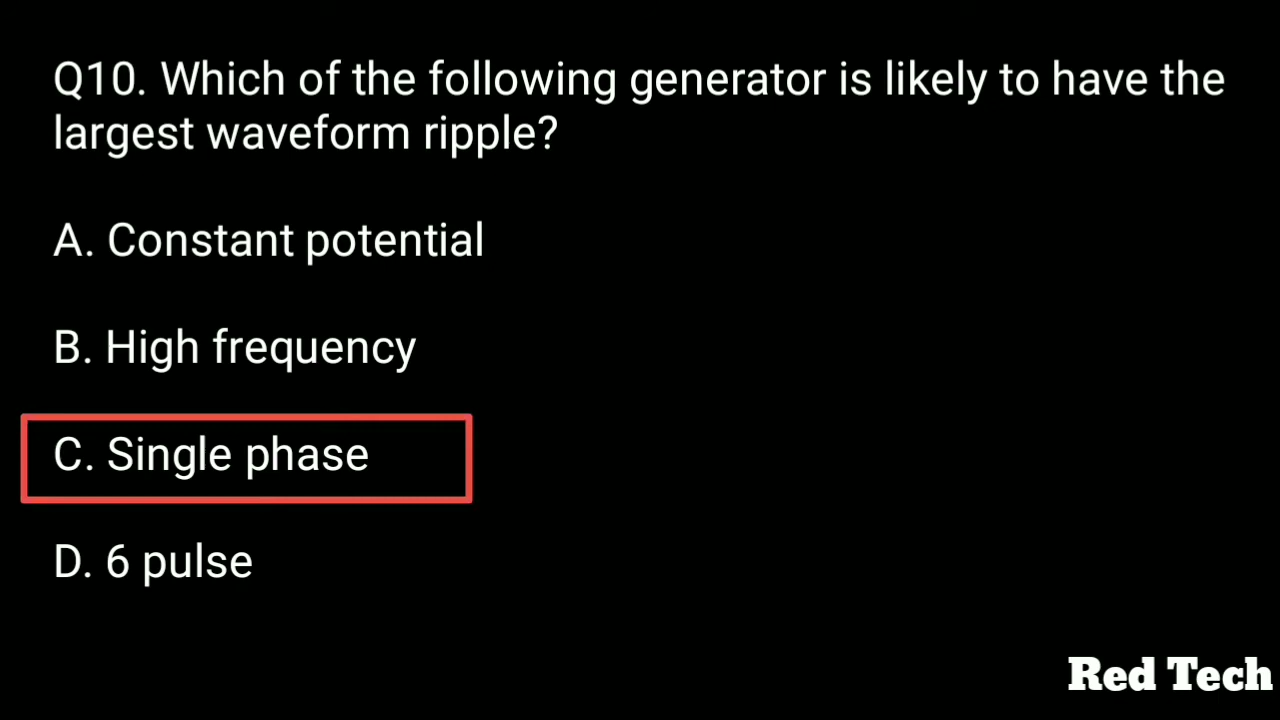 Q10. Which of the following generator is likely to have the
largest waveform ripple?
A. Constant potential
B. High frequency
C. Single phase
D. 6 pulse
Red Tech